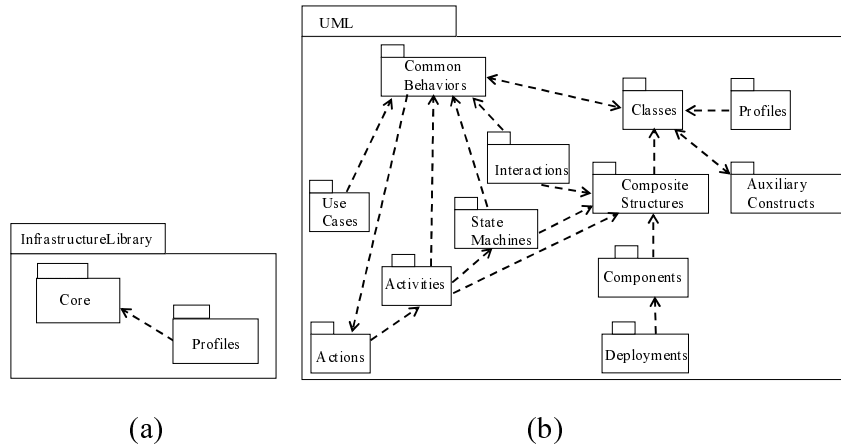 UML
Common
Behaviors
Classes
Profiles
Interactions
Use
Cases
State
Machines
Composite
Structures
Auxiliary
Constructs
InfrastructureLibrary
Core
Profiles
Activities
Components
Actions
Deployments
(a)
(b)